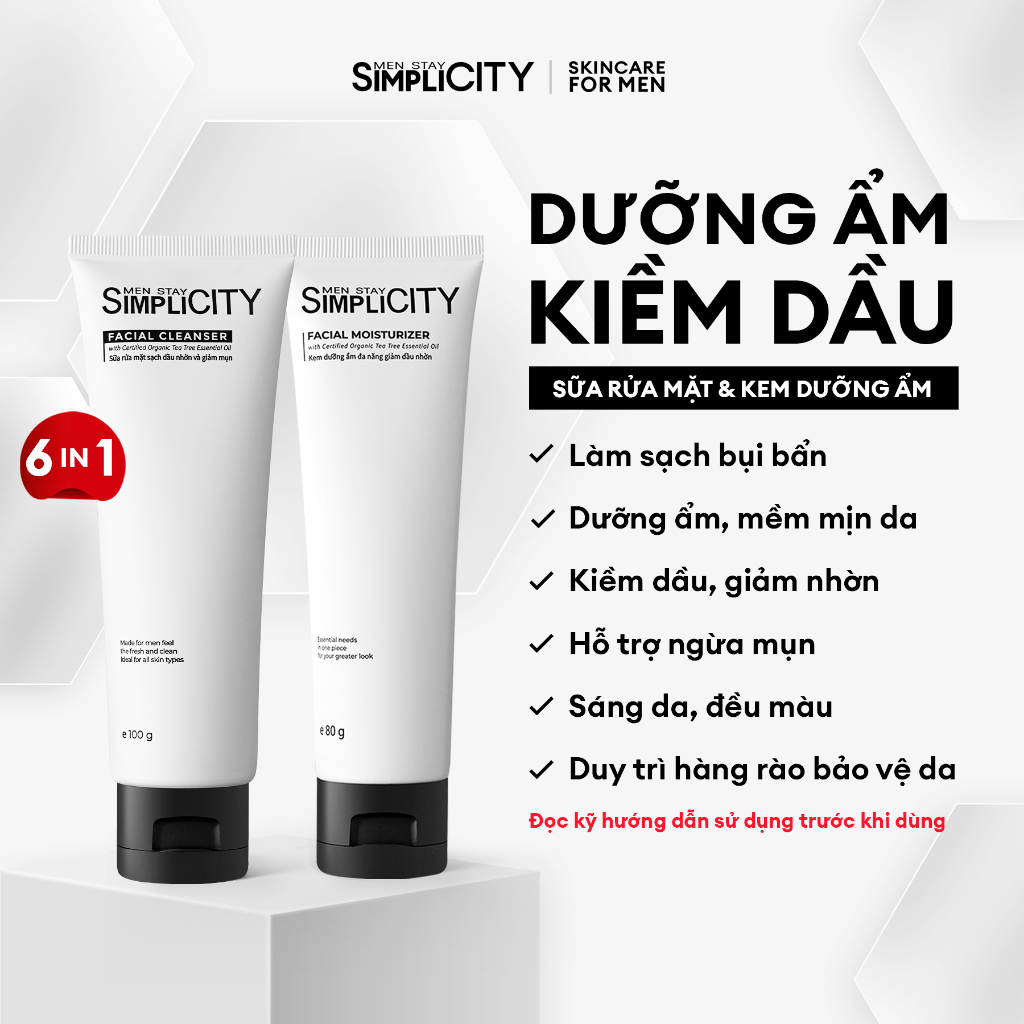 MEN STAY
SIMPLICITY
SKINCARE
FOR MEN
DƯỠNG ẨM
KIỀM DẦU
SỮA RỬA MẶT & KEM DƯỠNG ẨM
Làm sạch bụi bẩn
Dưỡng ẩm, mềm mịn da
Kiềm dầu, giảm nhờn
Hỗ trợ ngừa mụn
Sáng da, đều màu
Duy trì hàng rào bảo vệ da
Đọc kỹ hướng dẫn sử dụng trước khi dùng
6 IN 1
MEN STAY
SIMPLICITY
FACIAL CLEANSER
with Certified Organic Tea Tree Essential Oil
Sữa rửa mặt sạch dầu nhờn và giảm mụn
Made for men feel
the fresh and clean
Ideal for all skin types
e 100 g
MEN STAY
SIMPLICITY
FACIAL MOISTURIZER
with Certified Organic Tea Tree Essential Oil
Kem dưỡng ẩm đa năng giảm dầu nhờn
Essential needs
in one piece
for your greater look
e 80 g